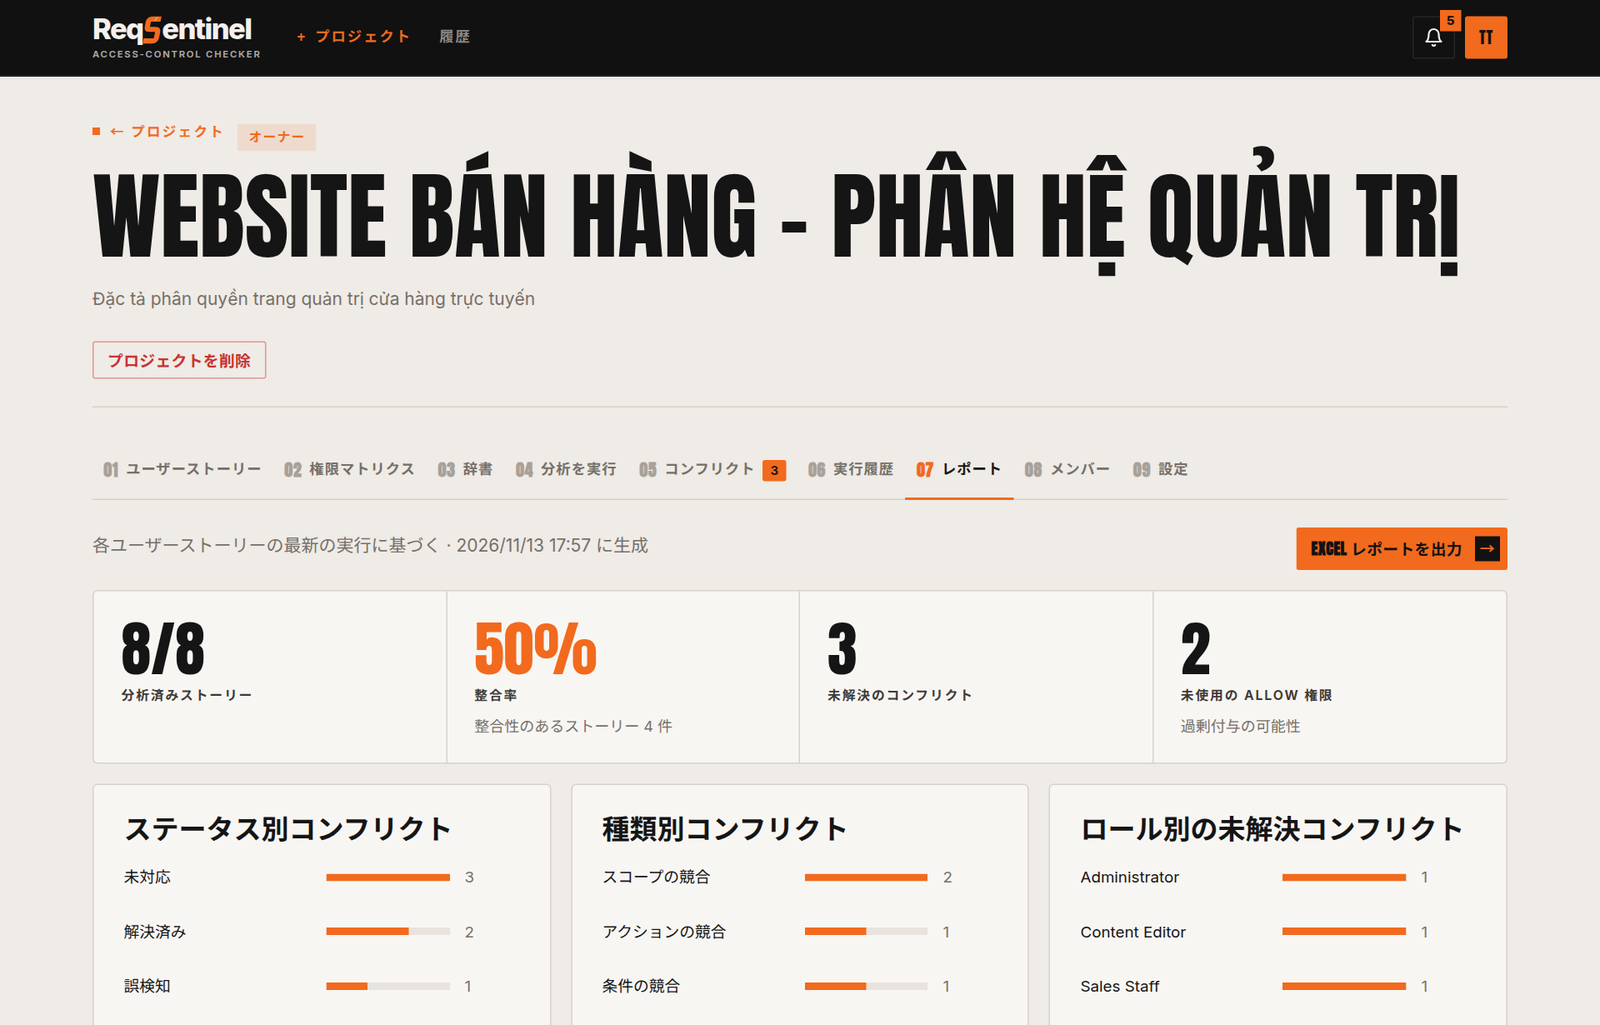 ReqSentinel
ACCESS-CONTROL CHECKER
+ プロジェクト
履歴
5
TT
← プロジェクト
オーナー
WEBSITE BÁN HÀNG - PHÂN HỆ QUẢN TRỊ
Đặc tả phân quyền trang quản trị cửa hàng trực tuyến
プロジェクトを削除
01 ユーザーストーリー
02 権限マトリクス
03 辞書
04 分析を実行
05 コンフリクト 3
06 実行履歴
07 レポート
08 メンバー
09 設定
各ユーザーストーリーの最新の実行に基づく · 2026/11/13 17:57 に生成
EXCEL レポートを出力 →
8/8
分析済みストーリー
50%
整合率
整合性のあるストーリー 4 件
3
未解決のコンフリクト
2
未使用の ALLOW 権限
過剰付与の可能性
ステータス別コンフリクト
未対応 3
解決済み 2
誤検知 1
種類別コンフリクト
スコープの競合 2
アクションの競合 1
条件の競合 1
ロール別の未解決コンフリクト
Administrator 1
Content Editor 1
Sales Staff 1